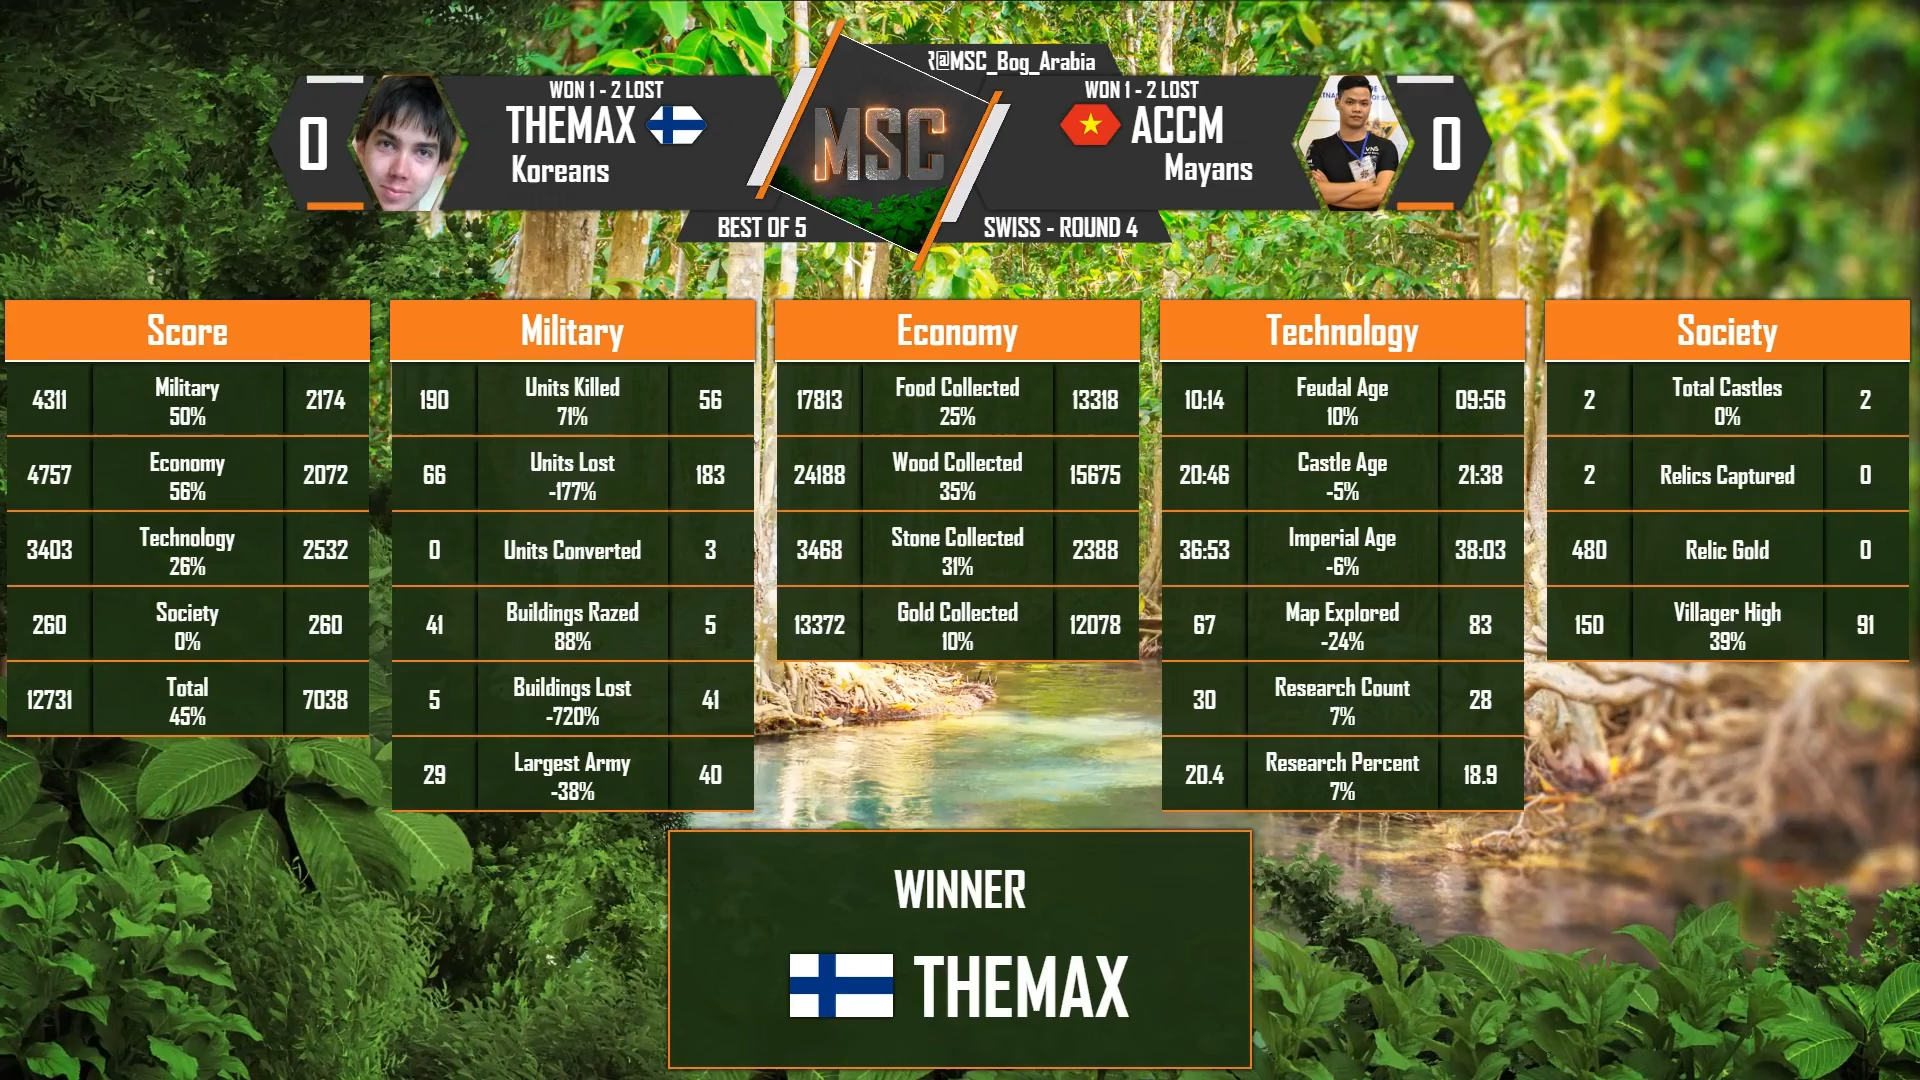 R@MSC_Bog_Arabia
WON 1 - 2 LOST
THEMAX
Koreans
0
MSC
WON 1 - 2 LOST
ACCM
Mayans
0
BEST OF 5
SWISS - ROUND 4
Score
4311 Military 2174
50%
4757 Economy 2072
56%
3403 Technology 2532
26%
260 Society 260
0%
12731 Total 7038
45%
Military
190 Units Killed 56
71%
66 Units Lost 183
-177%
0 Units Converted 3
41 Buildings Razed 5
88%
5 Buildings Lost 41
-720%
29 Largest Army 40
-38%
Economy
17813 Food Collected 13318
25%
24188 Wood Collected 15675
35%
3468 Stone Collected 2388
31%
13372 Gold Collected 12078
10%
Technology
10:14 Feudal Age 09:56
10%
20:46 Castle Age 21:38
-5%
36:53 Imperial Age 38:03
-6%
67 Map Explored 83
-24%
30 Research Count 28
7%
20.4 Research Percent 18.9
7%
Society
2 Total Castles 2
0%
2 Relics Captured 0
480 Relic Gold 0
150 Villager High 91
39%
WINNER
THEMAX